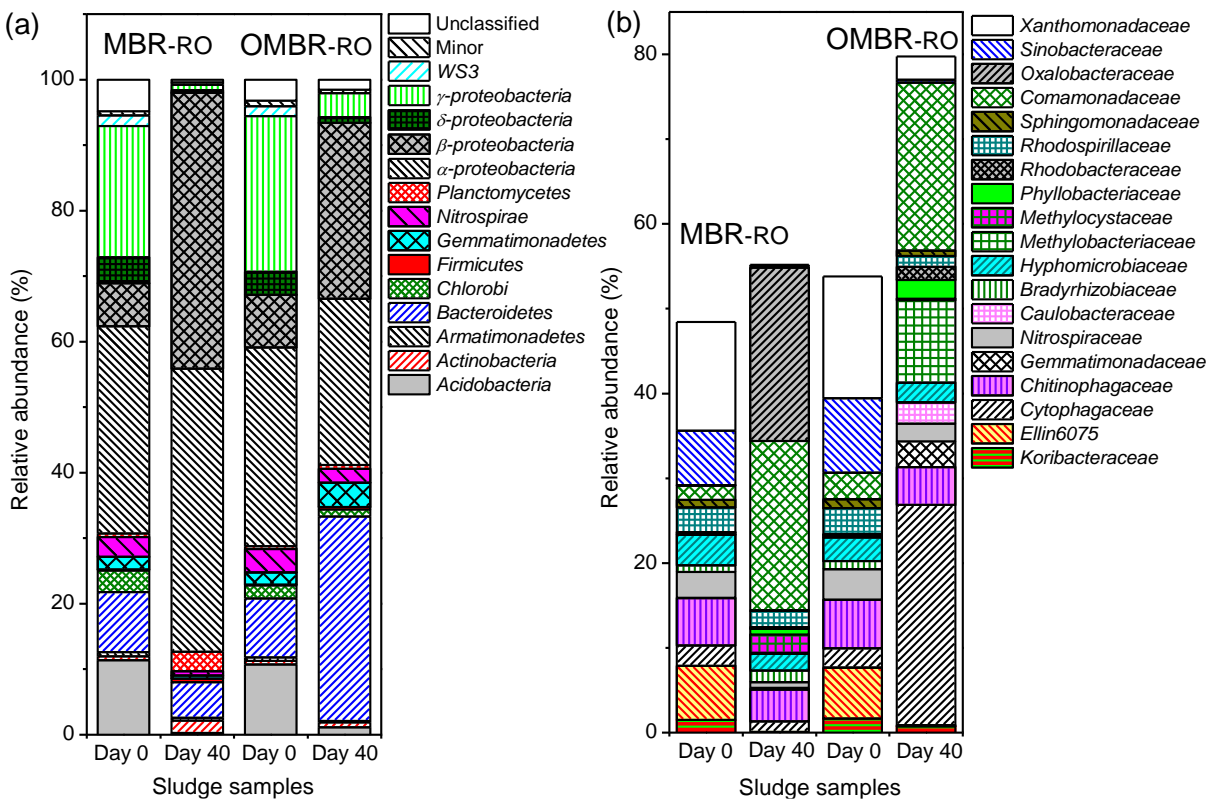 (a)
MBR-RO OMBR-RO
100
80
60
40
20
0
Relative abundance (%)
Day 0 Day 40 Day 0 Day 40
Sludge samples
Unclassified
Minor
WS3
γ-proteobacteria
δ-proteobacteria
β-proteobacteria
α-proteobacteria
Planctomycetes
Nitrospirae
Gemmatimonadetes
Firmicutes
Chlorobi
Bacteroidetes
Armatimonadetes
Actinobacteria
Acidobacteria
(b)
OMBR-RO
MBR-RO
80
60
40
20
0
Relative abundance (%)
Day 0 Day 40 Day 0 Day 40
Sludge samples
Xanthomonadaceae
Sinobacteraceae
Oxalobacteraceae
Comamonadaceae
Sphingomonadaceae
Rhodospirillaceae
Rhodobacteraceae
Phyllobacteriaceae
Methylocystaceae
Methylobacteriaceae
Hyphomicrobiaceae
Bradyrhizobiaceae
Caulobacteraceae
Nitrospiraceae
Gemmatimonadaceae
Chitinophagaceae
Cytophagaceae
Ellin6075
Koribacteraceae